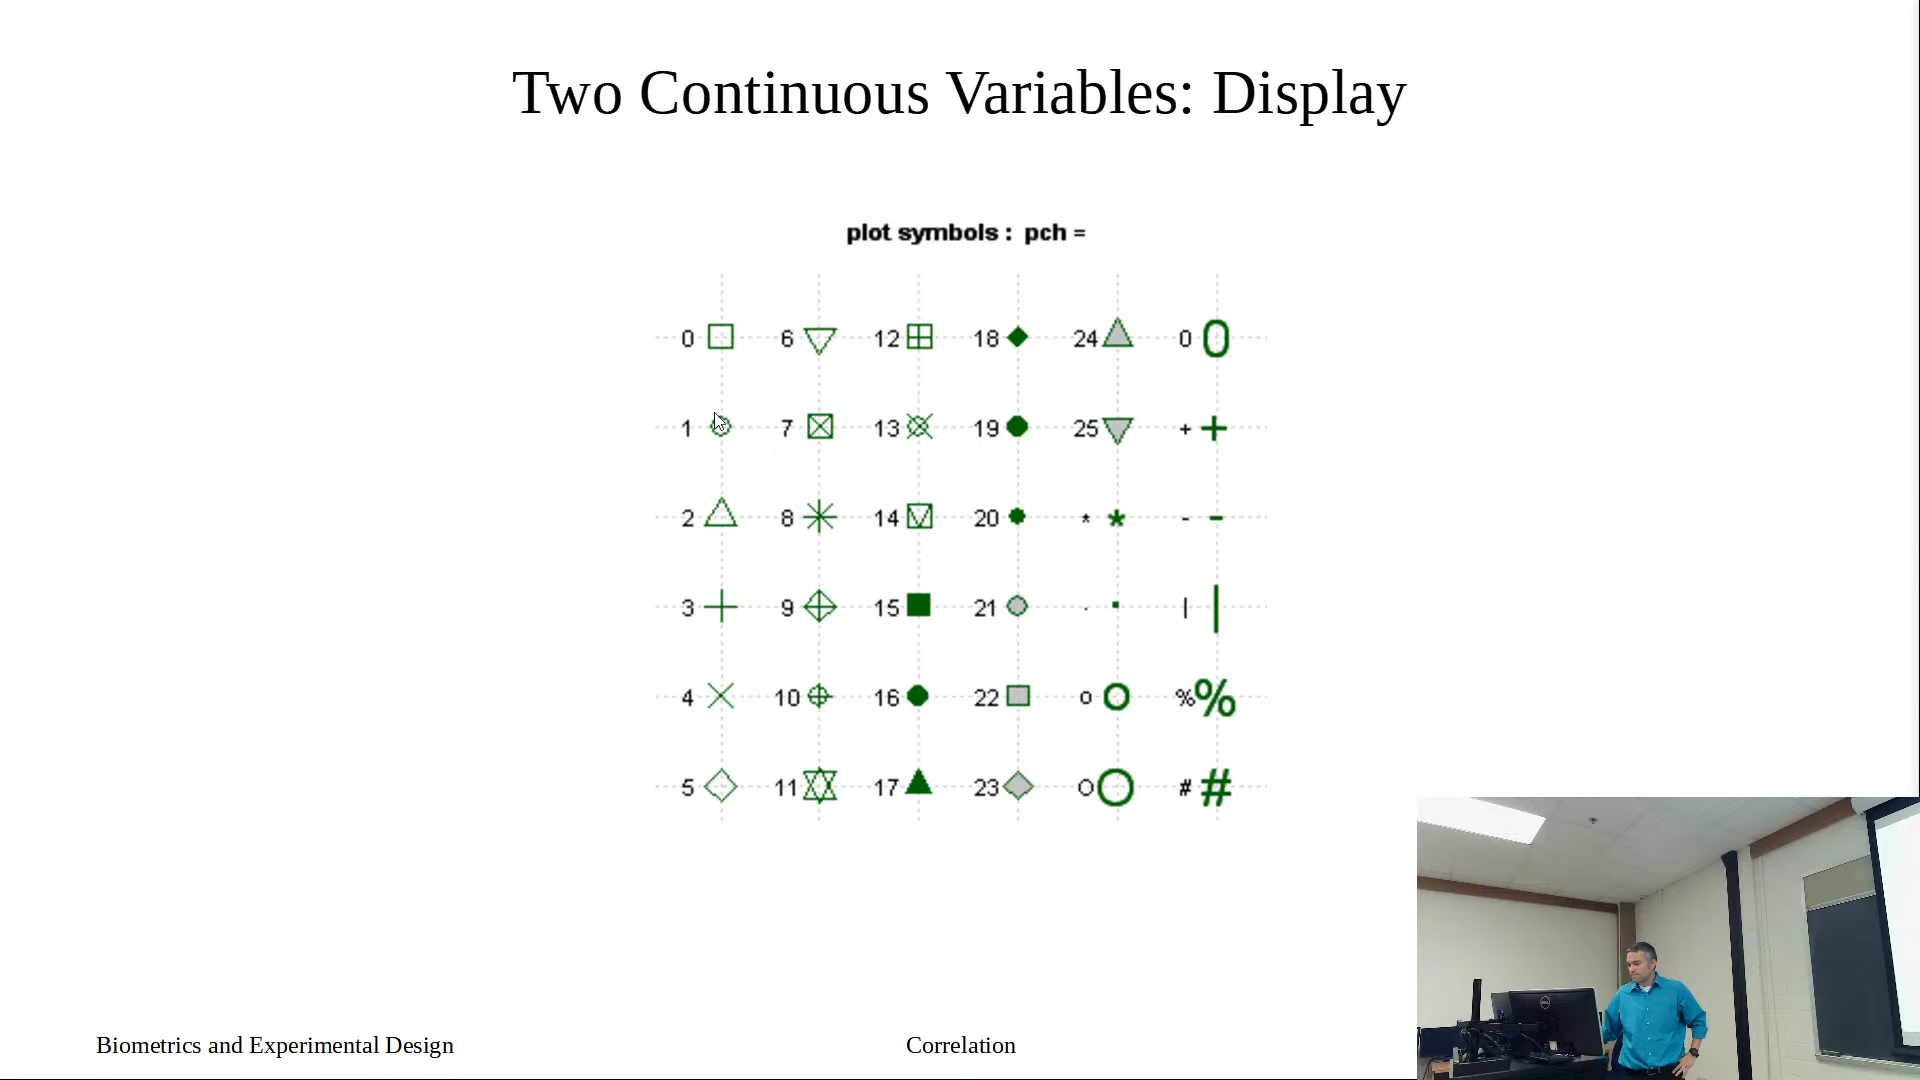 Two Continuous Variables: Display
plot symbols : pch =
0 6 12 18 24 0 0
1 7 13 19 25 + +
2 8 14 20 * * - -
3 9 15 21 . . | |
4 10 16 22 o o % %
5 11 17 23 O O # #
Biometrics and Experimental Design
Correlation
DELL